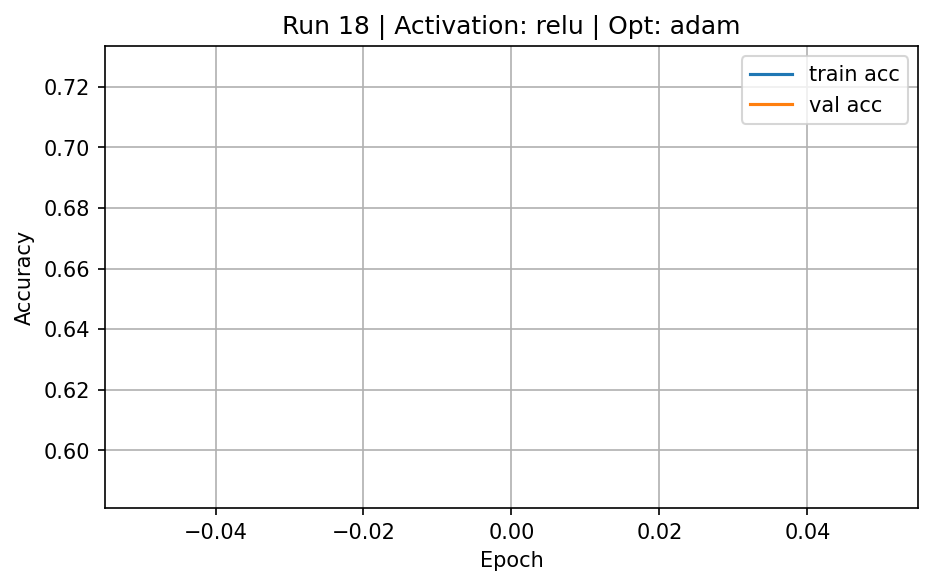 Run 18 | Activation: relu | Opt: adam
train acc
val acc
0.72
0.70
0.68
0.66
0.64
0.62
0.60
Accuracy
−0.04 −0.02 0.00 0.02 0.04
Epoch